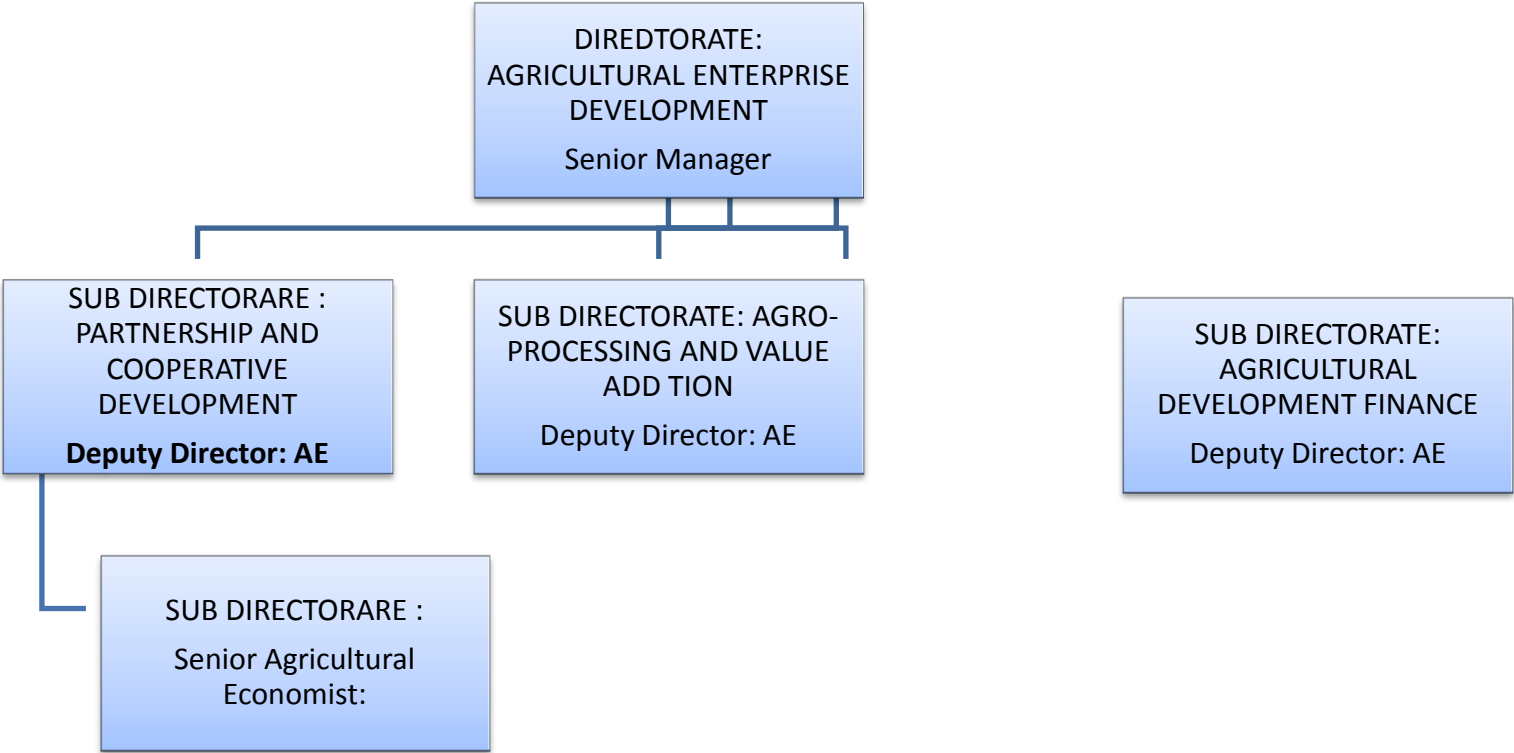 DIREDTORATE:
AGRICULTURAL ENTERPRISE
DEVELOPMENT
Senior Manager
SUB DIRECTORARE :
PARTNERSHIP AND
COOPERATIVE
DEVELOPMENT
Deputy Director: AE
SUB DIRECTORATE: AGRO-
PROCESSING AND VALUE
ADD TION
Deputy Director: AE
SUB DIRECTORATE:
AGRICULTURAL
DEVELOPMENT FINANCE
Deputy Director: AE
SUB DIRECTORARE :
Senior Agricultural
Economist: